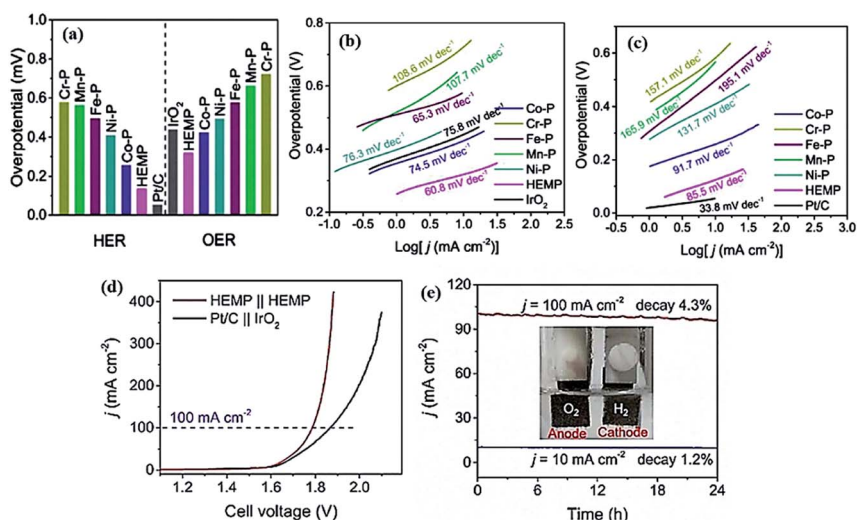 (a)
Overpotential (mV)
1.0
0.8
0.6
0.4
0.2
0.0
Cr-P
Mn-P
Fe-P
Ni-P
Co-P
HEMP
Pt/C
IrO₂
HEMP
Co-P
Ni-P
Fe-P
Mn-P
Cr-P
HER
OER
(b)
Overpotential (V)
0.8
0.6
0.4
0.2
108.6 mV dec⁻¹
107.7 mV dec⁻¹
65.3 mV dec⁻¹
76.3 mV dec⁻¹
75.8 mV dec⁻¹
74.5 mV dec⁻¹
60.8 mV dec⁻¹
Co-P
Cr-P
Fe-P
Mn-P
Ni-P
HEMP
IrO₂
-1.0 -0.5 0.0 0.5 1.0 1.5 2.0 2.5 3.0
Log[ j (mA cm⁻²)]
(c)
Overpotential (V)
0.6
0.4
0.2
0.0
157.1 mV dec⁻¹
195.1 mV dec⁻¹
165.9 mV dec⁻¹
131.7 mV dec⁻¹
91.7 mV dec⁻¹
85.5 mV dec⁻¹
33.8 mV dec⁻¹
Co-P
Cr-P
Fe-P
Mn-P
Ni-P
HEMP
Pt/C
-0.5 0.0 0.5 1.0 1.5 2.0 2.5 3.0
Log[ j (mA cm⁻²)]
(d)
j (mA cm⁻²)
400
300
200
100
0
HEMP || HEMP
Pt/C || IrO₂
100 mA cm⁻²
1.2 1.4 1.6 1.8 2.0
Cell voltage (V)
(e)
j (mA cm⁻²)
120
90
60
30
0
j = 100 mA cm⁻² decay 4.3%
O₂ H₂
Anode Cathode
j = 10 mA cm⁻² decay 1.2%
0 6 12 18 24
Time (h)